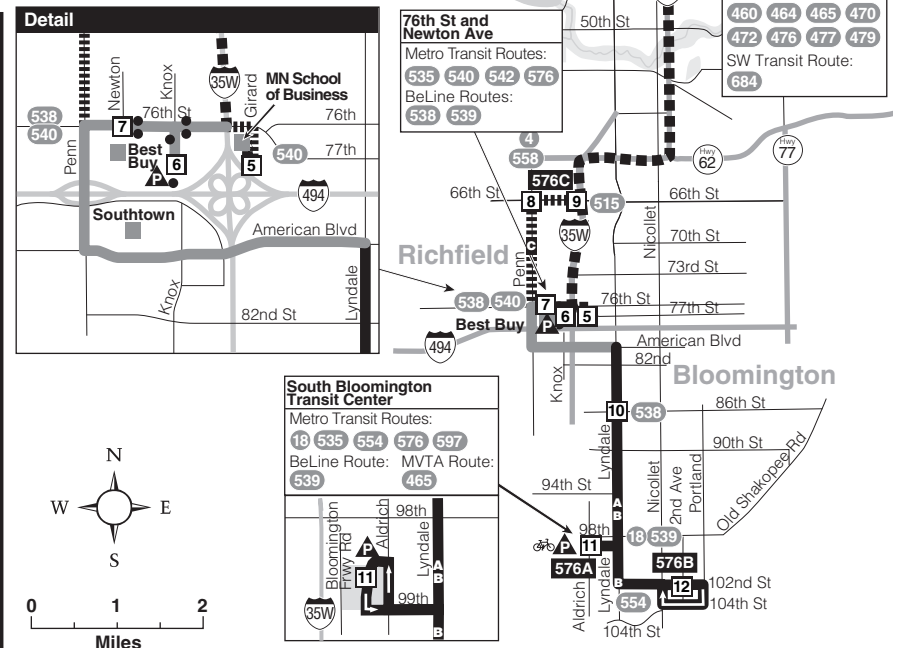 Detail
538
540
Newton
Knox
76th St
35W
Girard
MN School
of Business
76th
77th
540
7
6
5
Best
Buy
P
Penn
494
Southtown
American Blvd
Knox
82nd St
Lyndale
76th St and
Newton Ave
Metro Transit Routes:
535 540 542 576
BeLine Routes:
538 539
50th St
460 464 465 470
472 476 477 479
SW Transit Route:
684
4
558
Hwy
62
Hwy
77
576C
66th St
8
9
515
66th St
C
35W
Nicollet
70th St
73rd St
Richfield
Penn
538 540
7
76th St
6
5
77th St
Best Buy
P
494
American Blvd
82nd
Knox
Bloomington
10
538
86th St
Lyndale
90th St
Nicollet
2nd Ave
Portland
Old Shakopee Rd
94th St
A
B
98th
P
11
18 539
576A
576B
Aldrich
Lyndale
B
12
102nd St
104th St
554
104th St
South Bloomington
Transit Center
Metro Transit Routes:
18 535 554 576 597
BeLine Route:
539
MVTA Route:
465
98th
Bloomington
Frwy Rd
Aldrich
Lyndale
P
11
A
B
99th
35W
B
N
W
E
S
0 1 2
Miles